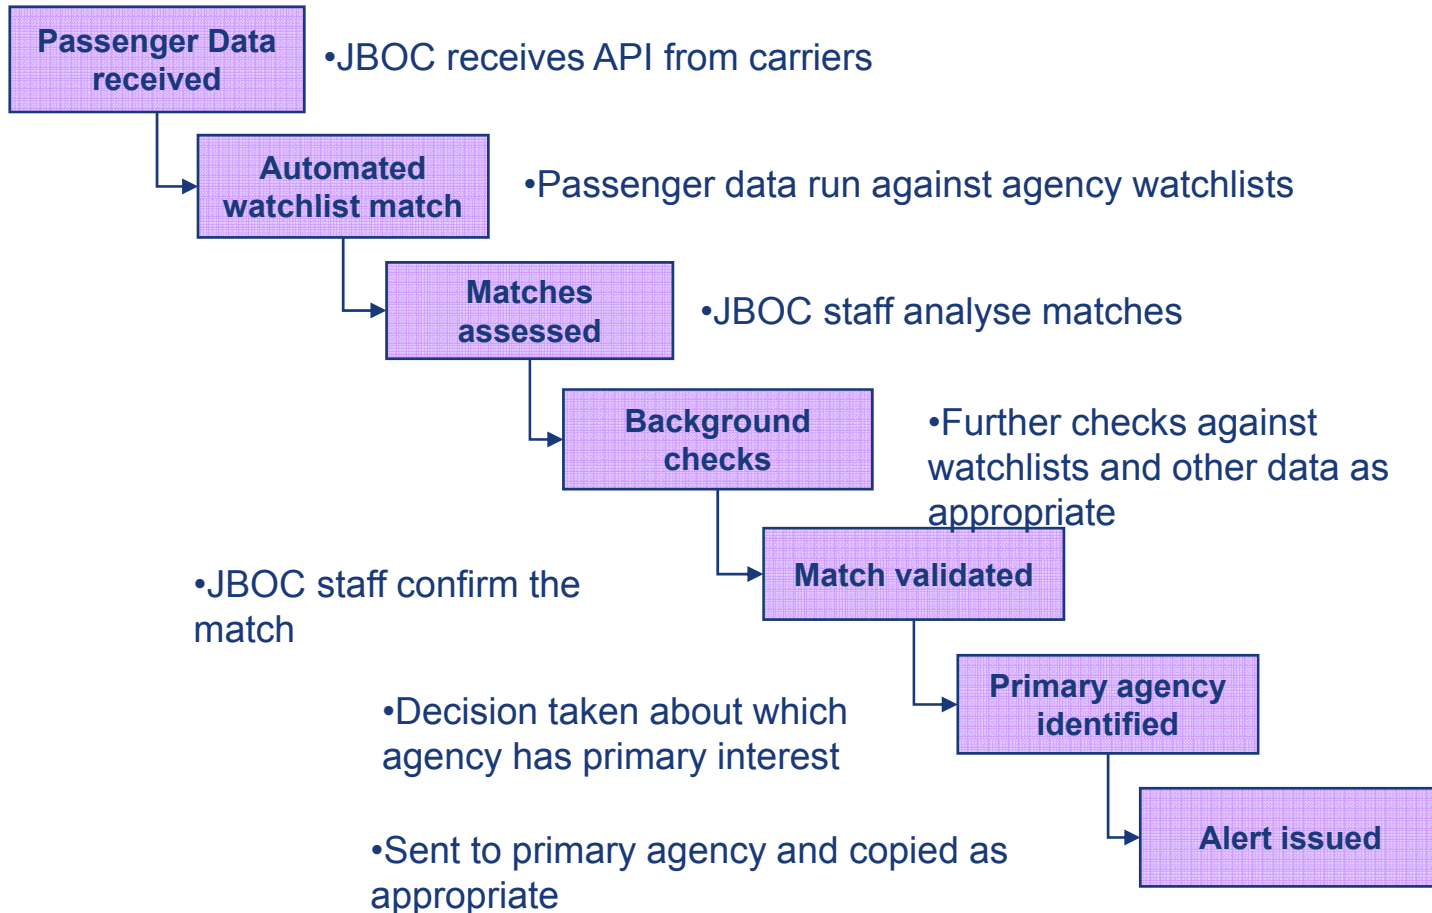 Passenger Data
received
•JBOC receives API from carriers
Automated
watchlist match
•Passenger data run against agency watchlists
Matches
assessed
•JBOC staff analyse matches
Background
checks
•Further checks against
watchlists and other data as
appropriate
Match validated
•JBOC staff confirm the
match
Primary agency
identified
•Decision taken about which
agency has primary interest
Alert issued
•Sent to primary agency and copied as
appropriate